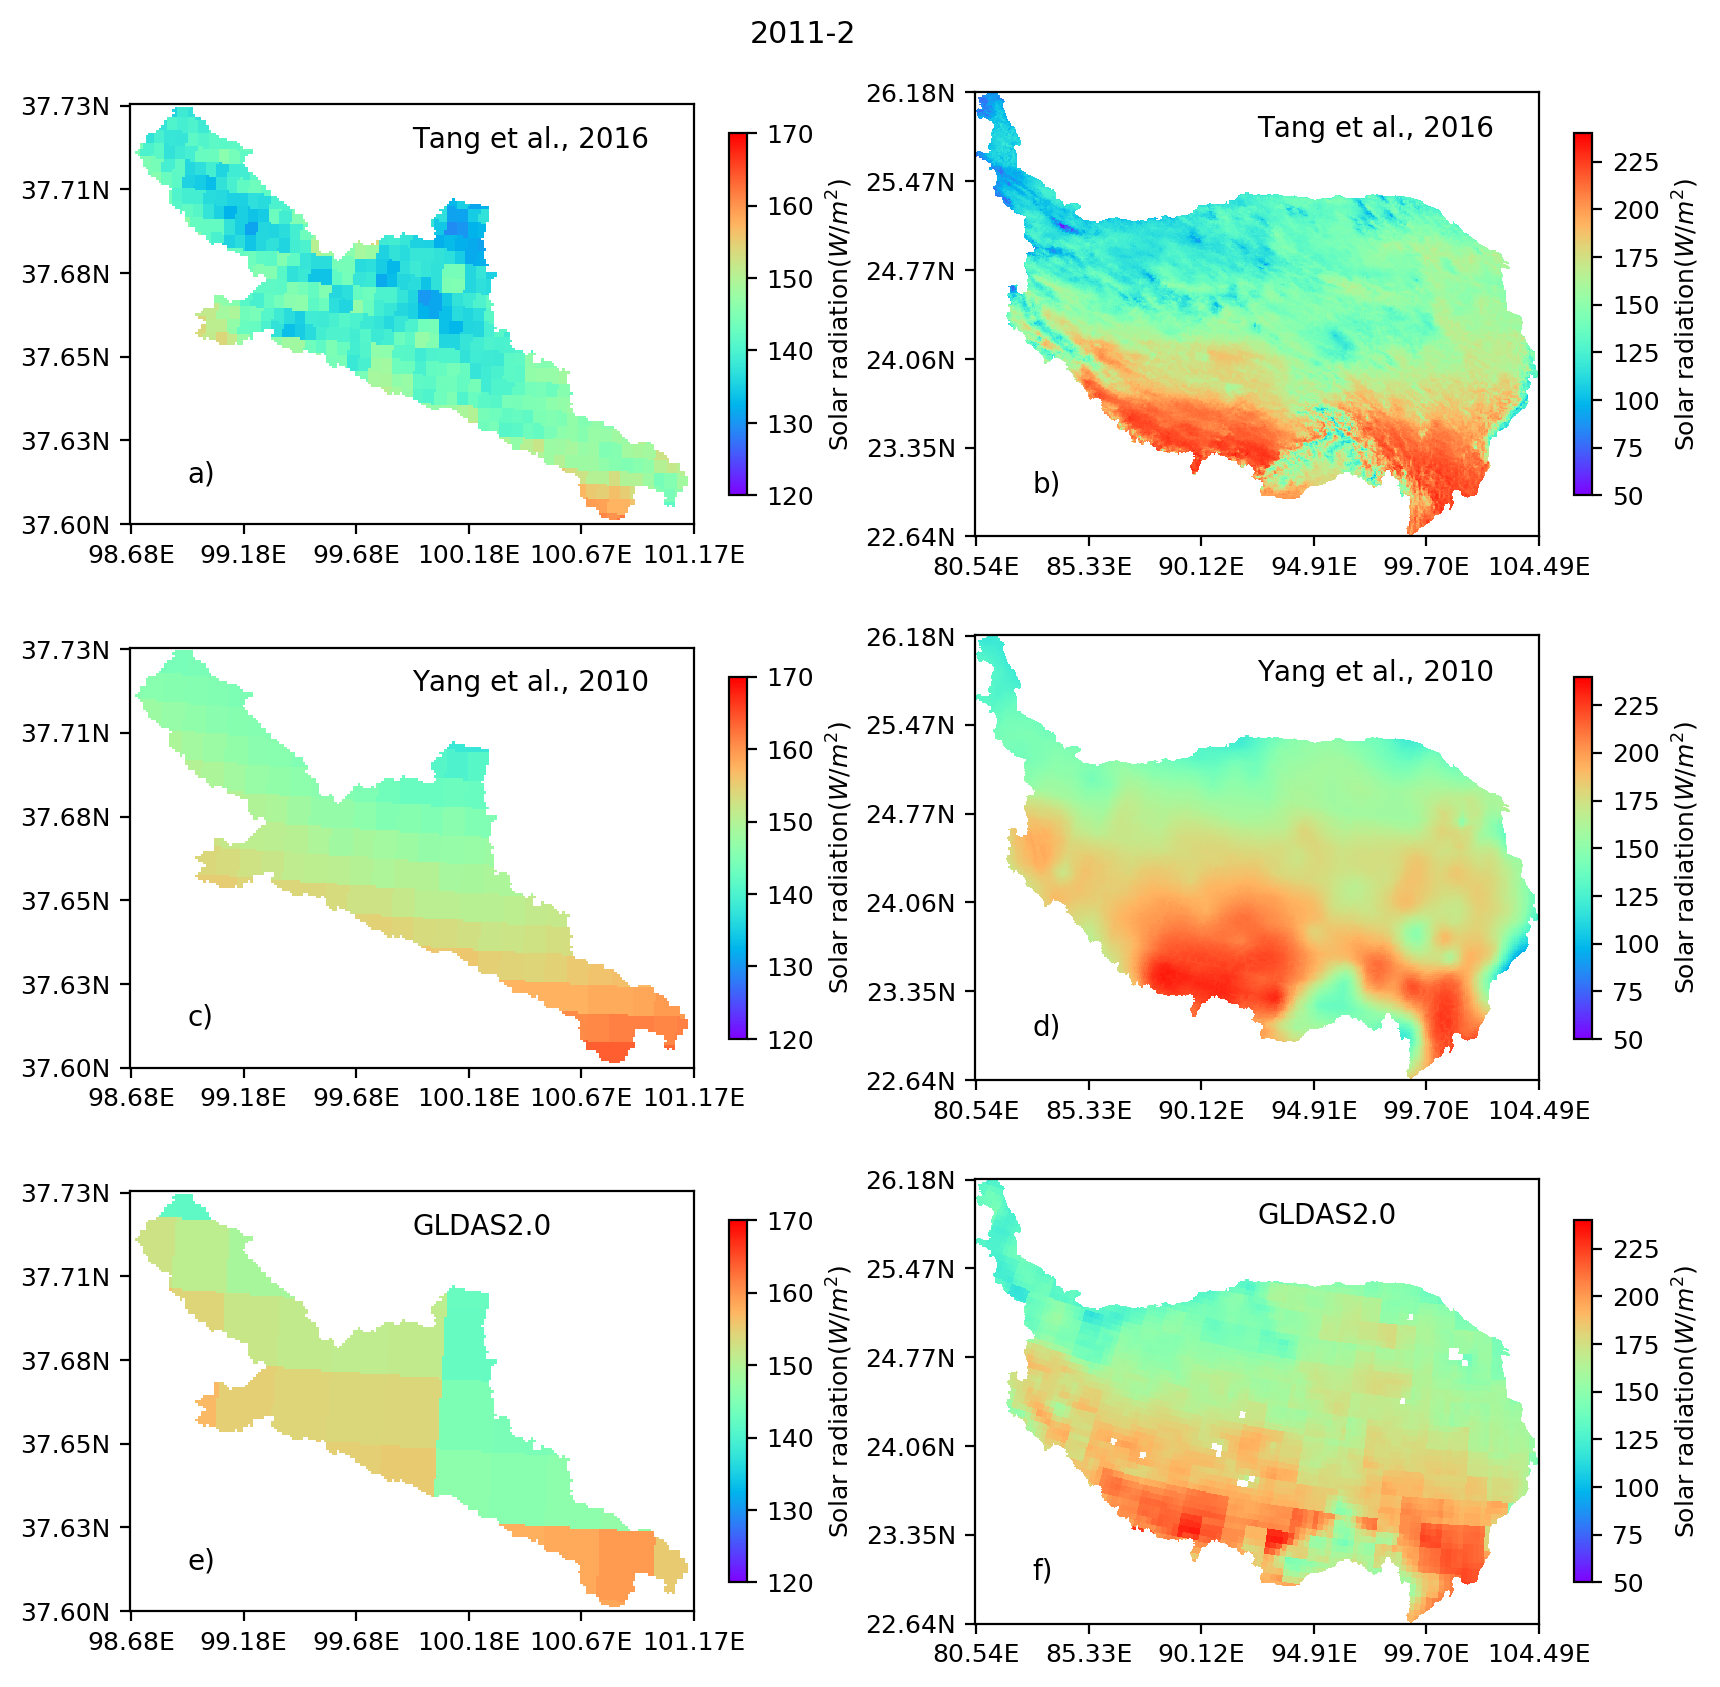 2011-2
Tang et al., 2016
a)
37.73N
37.71N
37.68N
37.65N
37.63N
37.60N
98.68E 99.18E 99.68E 100.18E 100.67E 101.17E
170
160
150
140
130
120
Solar radiation(W/m²)
Tang et al., 2016
b)
26.18N
25.47N
24.77N
24.06N
23.35N
22.64N
80.54E 85.33E 90.12E 94.91E 99.70E 104.49E
225
200
175
150
125
100
75
50
Solar radiation(W/m²)
Yang et al., 2010
c)
37.73N
37.71N
37.68N
37.65N
37.63N
37.60N
98.68E 99.18E 99.68E 100.18E 100.67E 101.17E
170
160
150
140
130
120
Solar radiation(W/m²)
Yang et al., 2010
d)
26.18N
25.47N
24.77N
24.06N
23.35N
22.64N
80.54E 85.33E 90.12E 94.91E 99.70E 104.49E
225
200
175
150
125
100
75
50
Solar radiation(W/m²)
GLDAS2.0
e)
37.73N
37.71N
37.68N
37.65N
37.63N
37.60N
98.68E 99.18E 99.68E 100.18E 100.67E 101.17E
170
160
150
140
130
120
Solar radiation(W/m²)
GLDAS2.0
f)
26.18N
25.47N
24.77N
24.06N
23.35N
22.64N
80.54E 85.33E 90.12E 94.91E 99.70E 104.49E
225
200
175
150
125
100
75
50
Solar radiation(W/m²)